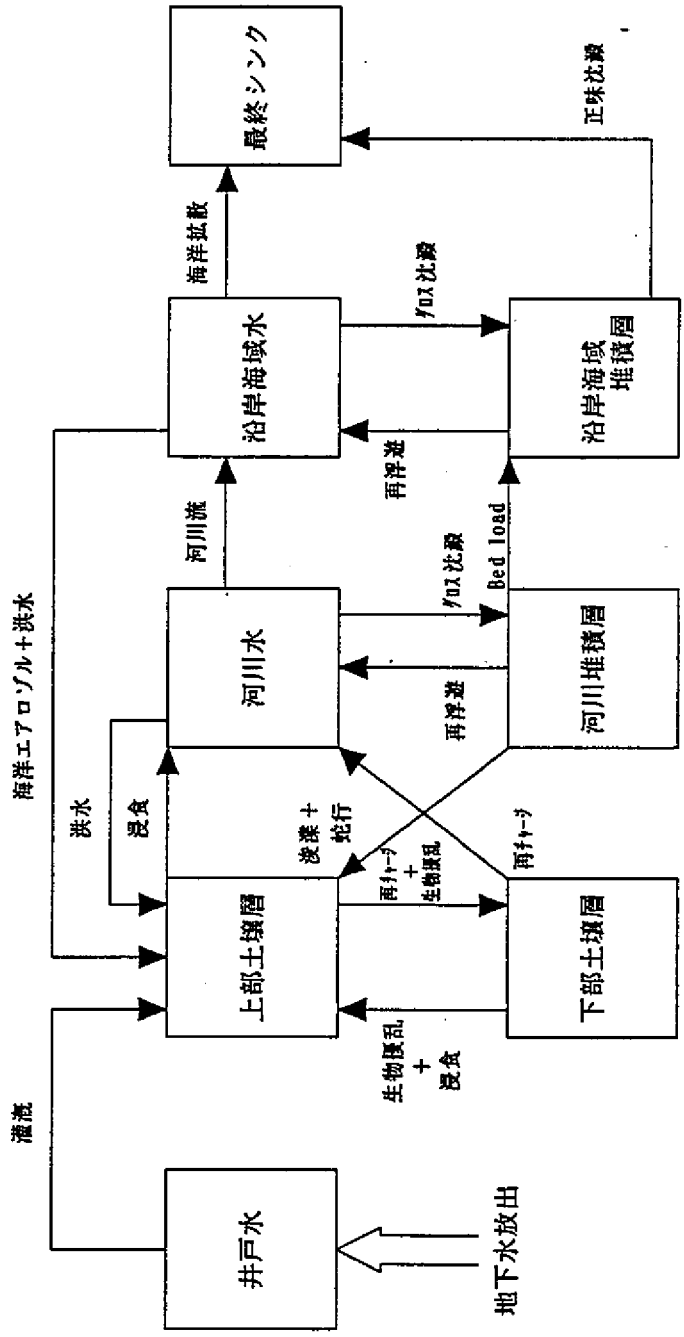 海洋エアロゾル+洪水
灌漑
洪水
浸食
河川流
海洋拡散
井戸水
上部土壌層
河川水
沿岸海域水
最終シンク
浚渫+
蛇行
生物擾乱
+
浸食
再チャージ
+
生物擾乱
再チャージ
再浮遊
グロス沈澱
再浮遊
グロス沈澱
正味沈澱
Bed load
下部土壌層
河川堆積層
沿岸海域
堆積層
地下水放出